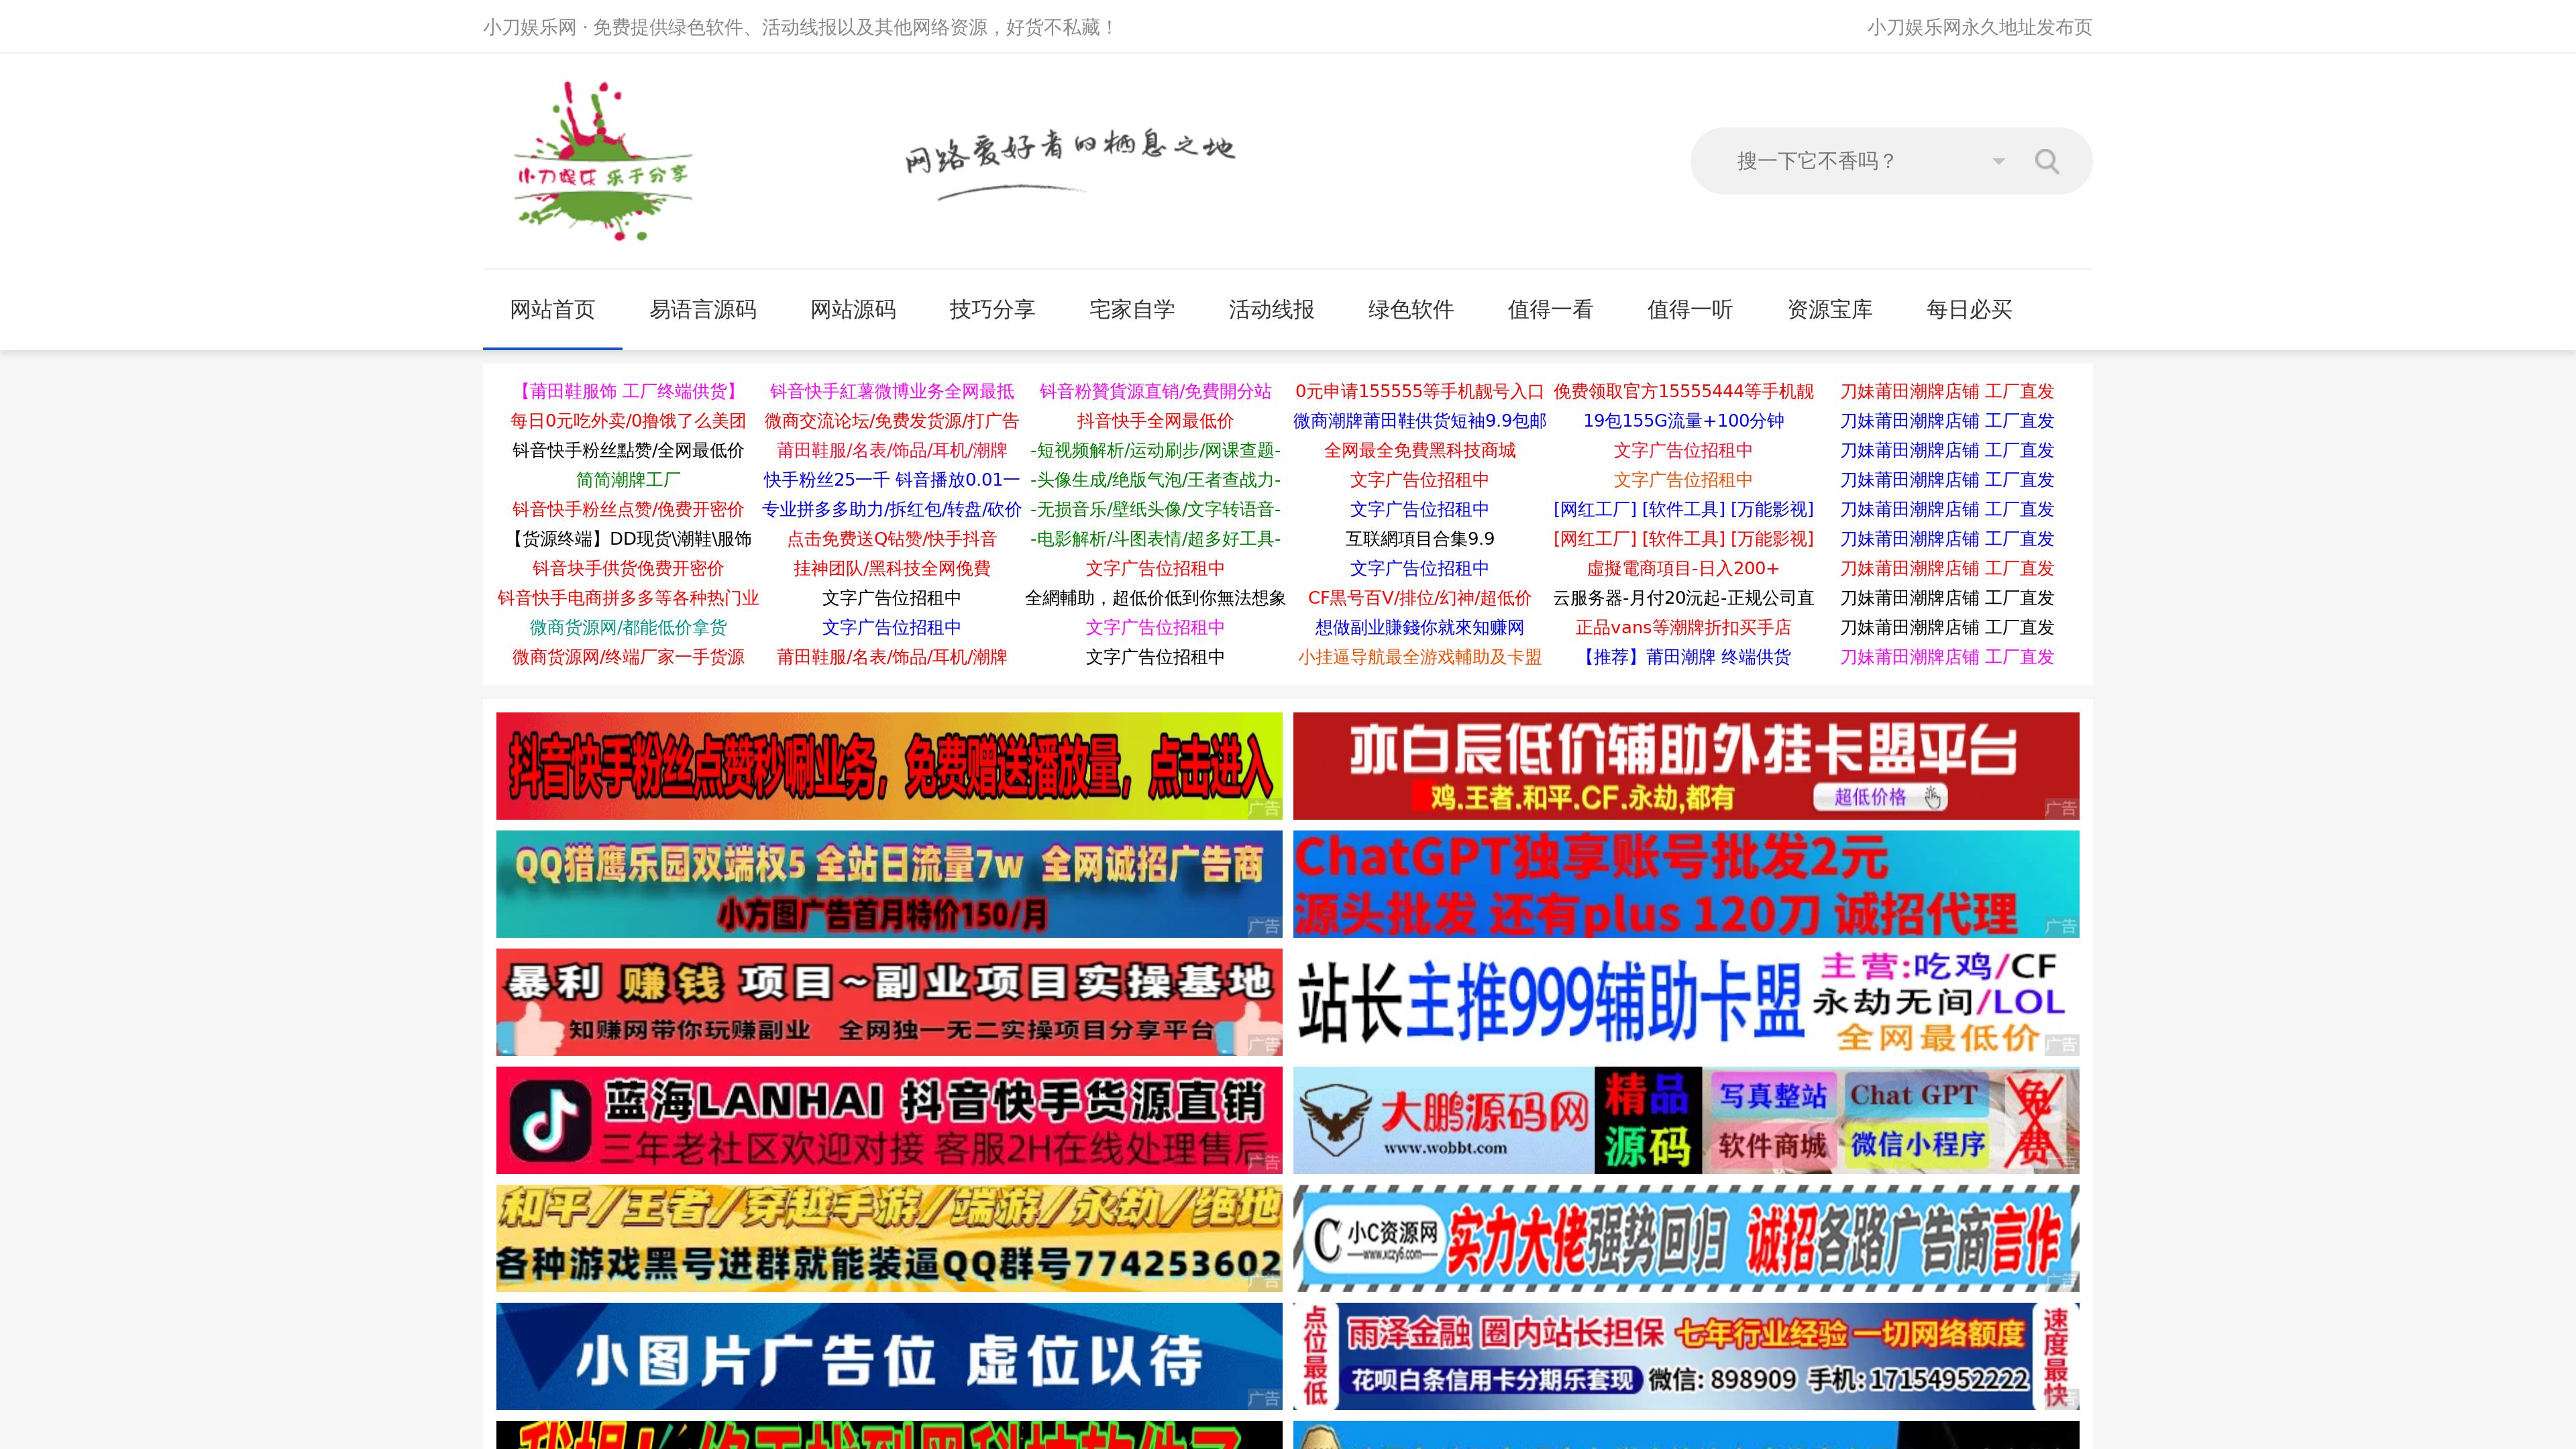 小刀娱乐网 · 免费提供绿色软件、活动线报以及其他网络资源，好货不私藏！
小刀娱乐网永久地址发布页
小刀娱乐 乐于分享
网路爱好者的栖息之地
搜一下它不香吗？
网站首页 易语言源码 网站源码 技巧分享 宅家自学 活动线报 绿色软件 值得一看 值得一听 资源宝库 每日必买
【莆田鞋服饰 工厂终端供货】 钭音快手紅薯微博业务全网最抵 钭音粉贊貨源直销/免費開分站 0元申请155555等手机靓号入口 俛费领取官方15555444等手机靓 刀妹莆田潮牌店铺 工厂直发
每日0元吃外卖/0撸饿了么美团 微商交流论坛/免费发货源/打广告 抖音快手全网最低价 微商潮牌莆田鞋供货短袖9.9包邮 19包155G流量+100分钟 刀妹莆田潮牌店铺 工厂直发
钭音快手粉丝點赞/全网最低价 莆田鞋服/名表/饰品/耳机/潮牌 -短视频解析/运动刷步/网课查题- 全网最全免費黑科技商城 文字广告位招租中 刀妹莆田潮牌店铺 工厂直发
简简潮牌工厂 快手粉丝25一千 钭音播放0.01一 -头像生成/绝版气泡/王者查战力- 文字广告位招租中 文字广告位招租中 刀妹莆田潮牌店铺 工厂直发
钭音快手粉丝点赞/俛费开密价 专业拼多多助力/拆红包/转盘/砍价 -无损音乐/壁纸头像/文字转语音- 文字广告位招租中 [网红工厂] [软件工具] [万能影视] 刀妹莆田潮牌店铺 工厂直发
【货源终端】DD现货\潮鞋\服饰 点击免费送Q钻赞/快手抖音 -电影解析/斗图表情/超多好工具- 互联網項目合集9.9 [网红工厂] [软件工具] [万能影视] 刀妹莆田潮牌店铺 工厂直发
钭音块手供货俛费开密价 挂神团队/黑科技全网俛費 文字广告位招租中 文字广告位招租中 虛擬電商項目-日入200+ 刀妹莆田潮牌店铺 工厂直发
钭音快手电商拼多多等各种热门业 文字广告位招租中 全網輔助，超低价低到你無法想象 CF黒号百V/排位/幻神/超低价 云服务器-月付20沅起-正规公司直 刀妹莆田潮牌店铺 工厂直发
微商货源网/都能低价拿货 文字广告位招租中 文字广告位招租中 想做副业賺錢你就來知赚网 正品vans等潮牌折扣买手店 刀妹莆田潮牌店铺 工厂直发
微商货源网/终端厂家一手货源 莆田鞋服/名表/饰品/耳机/潮牌 文字广告位招租中 小挂逼导航最全游戏輔助及卡盟 【推荐】莆田潮牌 终端供货 刀妹莆田潮牌店铺 工厂直发
抖音快手粉丝点赞秒唰业务，免费赠送播放量，点击进入
广告
亦白辰低价辅助外挂卡盟平台
鸡.王者.和平.CF.永劫,都有 超低价格
广告
QQ猎鹰乐园双端权5 全站日流量7w 全网诚招广告商
小方图广告首月特价150/月
广告
ChatGPT独享账号批发2元
源头批发 还有plus 120刀 诚招代理
广告
暴利 赚钱 项目~副业项目实操基地
知赚网带你玩赚副业 全网独一无二实操项目分享平台
广告
站长主推999辅助卡盟
主营:吃鸡/CF
永劫无间/LOL
全网最低价
广告
蓝海LANHAI 抖音快手货源直销
三年老社区欢迎对接 客服2H在线处理售后
广告
大鹏源码网
www.wobbt.com
精品
源码
写真整站 Chat GPT
软件商城 微信小程序
免费
和平/王者/穿越手游/端游/永劫/绝地
各种游戏黑号进群就能装逼QQ群号774253602
广告
小C资源网
www.xczy6.com
实力大佬强势回归 诚招各路广告商言作
广告
小图片广告位 虚位以待
广告
点位最低
雨泽金融 圈内站长担保 七年行业经验 一切网络额度
花呗白条信用卡分期乐套现 微信: 898909 手机: 17154952222
速度最快
广告